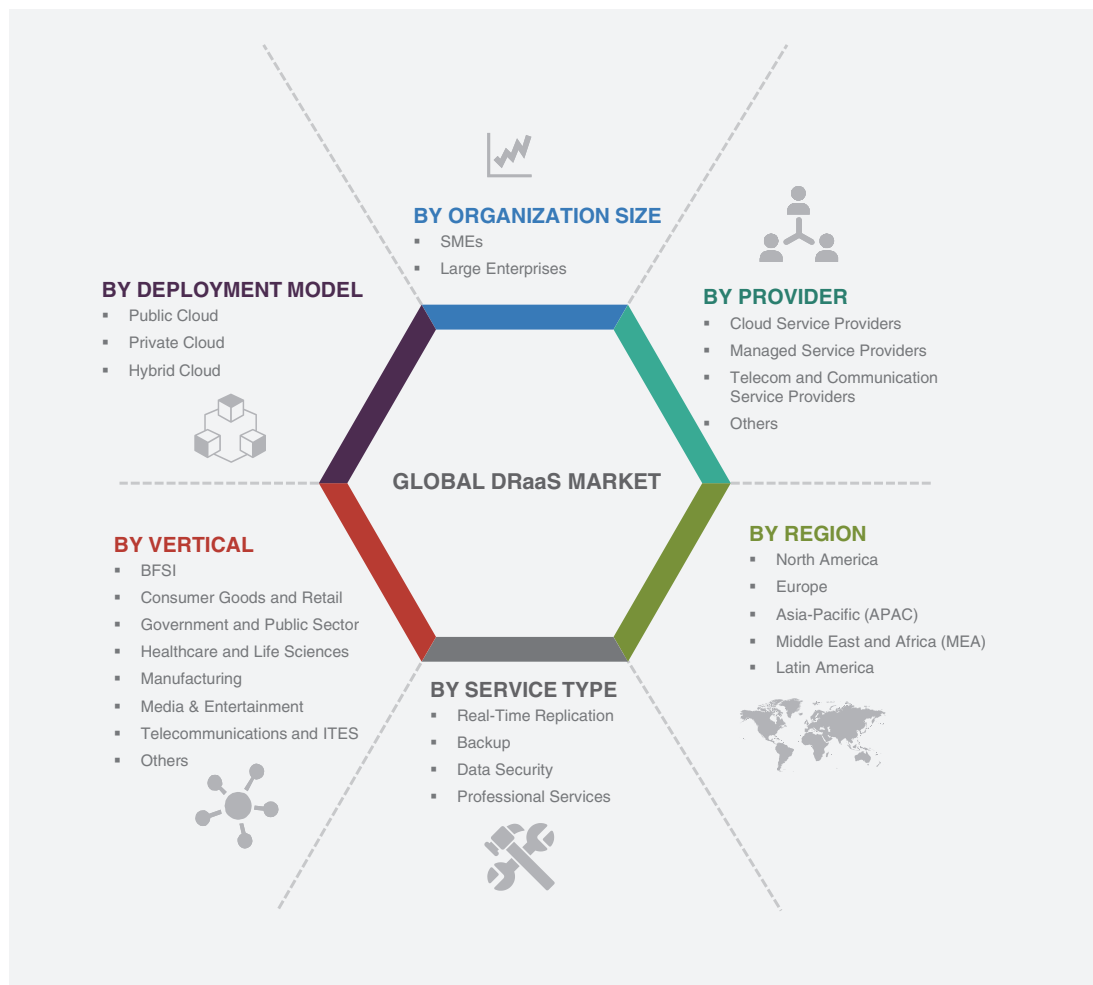 BY ORGANIZATION SIZE
▪ SMEs
▪ Large Enterprises
BY DEPLOYMENT MODEL
▪ Public Cloud
▪ Private Cloud
▪ Hybrid Cloud
BY PROVIDER
▪ Cloud Service Providers
▪ Managed Service Providers
▪ Telecom and Communication
Service Providers
▪ Others
GLOBAL DRaaS MARKET
BY VERTICAL
▪ BFSI
▪ Consumer Goods and Retail
▪ Government and Public Sector
▪ Healthcare and Life Sciences
▪ Manufacturing
▪ Media & Entertainment
▪ Telecommunications and ITES
▪ Others
BY REGION
▪ North America
▪ Europe
▪ Asia-Pacific (APAC)
▪ Middle East and Africa (MEA)
▪ Latin America
BY SERVICE TYPE
▪ Real-Time Replication
▪ Backup
▪ Data Security
▪ Professional Services